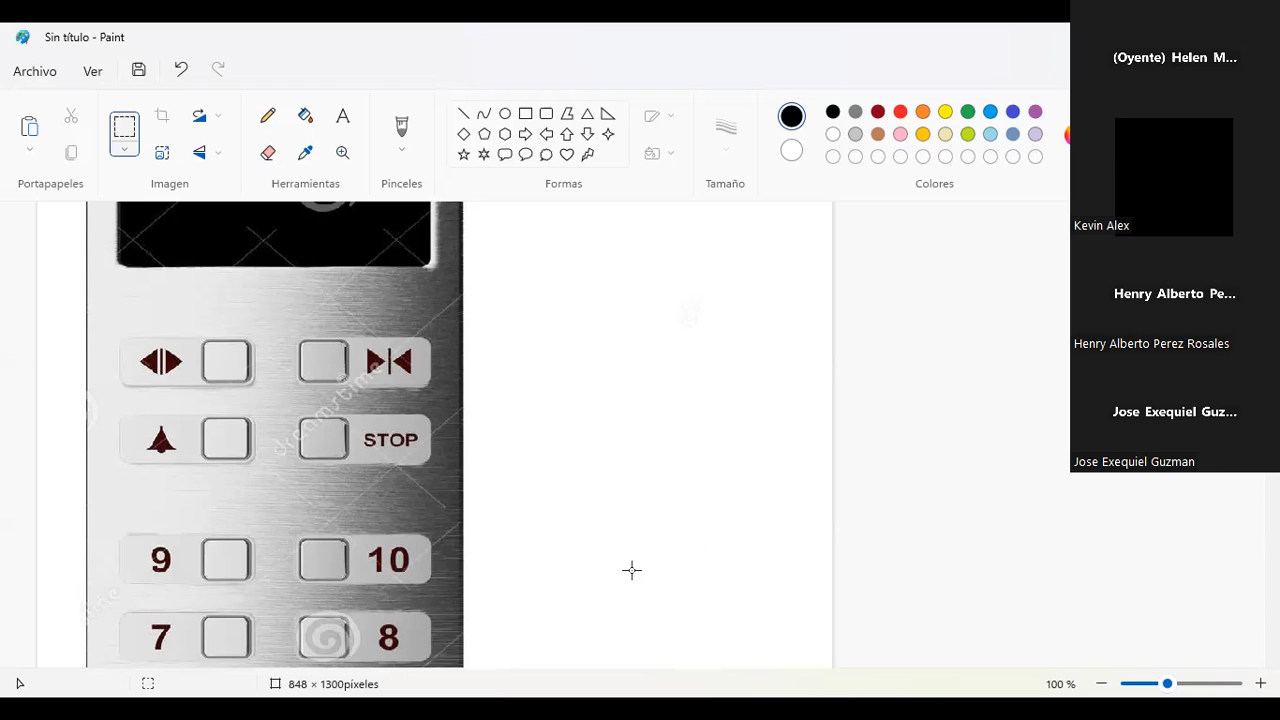 Sin título - Paint
Archivo
Ver
Portapapeles
Imagen
Herramientas
Pinceles
Formas
Tamaño
Colores
STOP
dreamstime
9
10
7
8
848 × 1300píxeles
100 %
(Oyente) Helen M...
Kevin Alex
Henry Alberto Pe...
Henry Alberto Perez Rosales
Jose Exequiel Guz...
Jose Exequiel Guzman